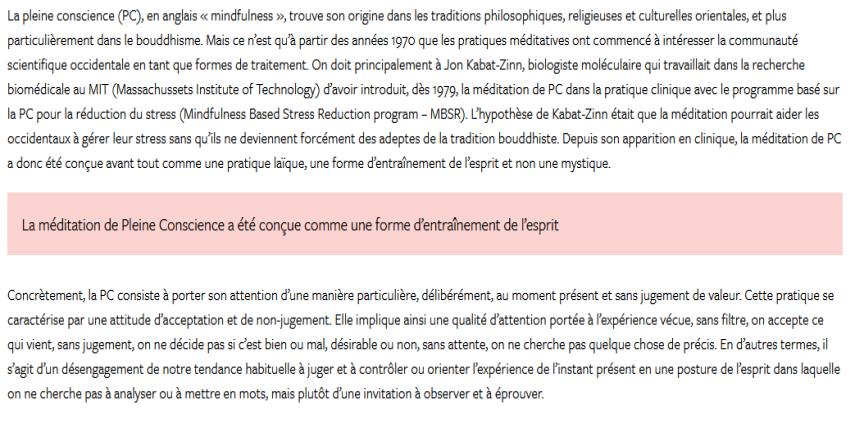 La pleine conscience (PC), en anglais « mindfulness », trouve son origine dans les traditions philosophiques, religieuses et culturelles orientales, et plus
particulièrement dans le bouddhisme. Mais ce n'est qu'à partir des années 1970 que les pratiques méditatives ont commencé à intéresser la communauté
scientifique occidentale en tant que formes de traitement. On doit principalement à Jon Kabat-Zinn, biologiste moléculaire qui travaillait dans la recherche
biomédicale au MIT (Massachussets Institute of Technology) d'avoir introduit, dès 1979, la méditation de PC dans la pratique clinique avec le programme basé sur
la PC pour la réduction du stress (Mindfulness Based Stress Reduction program – MBSR). L'hypothèse de Kabat-Zinn était que la méditation pourrait aider les
occidentaux à gérer leur stress sans qu'ils ne deviennent forcément des adeptes de la tradition bouddhiste. Depuis son apparition en clinique, la méditation de PC
a donc été conçue avant tout comme une pratique laïque, une forme d'entraînement de l'esprit et non une mystique.
La méditation de Pleine Conscience a été conçue comme une forme d'entraînement de l'esprit
Concrètement, la PC consiste à porter son attention d'une manière particulière, délibérément, au moment présent et sans jugement de valeur. Cette pratique se
caractérise par une attitude d'acceptation et de non-jugement. Elle implique ainsi une qualité d'attention portée à l'expérience vécue, sans filtre, on accepte ce
qui vient, sans jugement, on ne décide pas si c'est bien ou mal, désirable ou non, sans attente, on ne cherche pas quelque chose de précis. En d'autres termes, il
s'agit d'un désengagement de notre tendance habituelle à juger et à contrôler ou orienter l'expérience de l'instant présent en une posture de l'esprit dans laquelle
on ne cherche pas à analyser ou à mettre en mots, mais plutôt d'une invitation à observer et à éprouver.